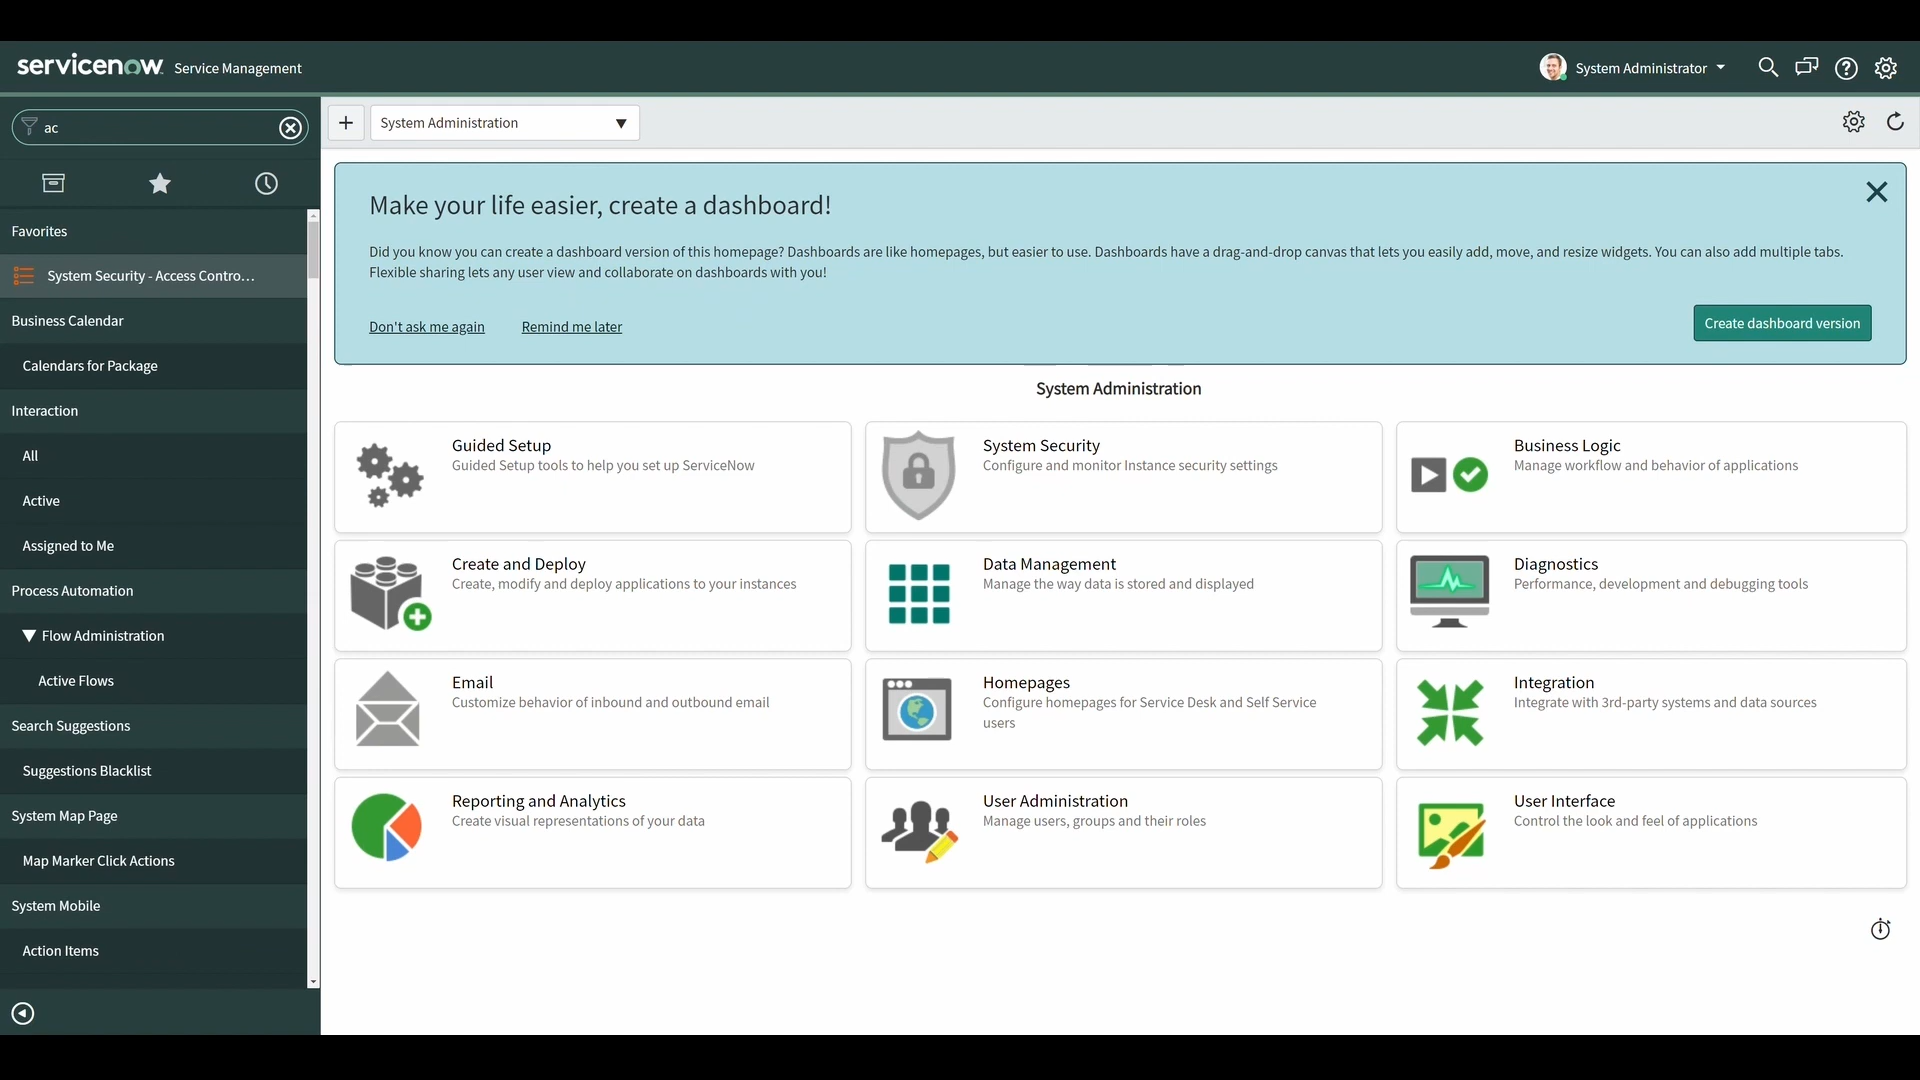 servicenow Service Management
System Administrator
ac
System Administration
Favorites
System Security - Access Contro...
Business Calendar
Calendars for Package
Interaction
All
Active
Assigned to Me
Process Automation
Flow Administration
Active Flows
Search Suggestions
Suggestions Blacklist
System Map Page
Map Marker Click Actions
System Mobile
Action Items
Make your life easier, create a dashboard!
Did you know you can create a dashboard version of this homepage? Dashboards are like homepages, but easier to use. Dashboards have a drag-and-drop canvas that lets you easily add, move, and resize widgets. You can also add multiple tabs.
Flexible sharing lets any user view and collaborate on dashboards with you!
Don't ask me again
Remind me later
Create dashboard version
System Administration
Guided Setup
Guided Setup tools to help you set up ServiceNow
System Security
Configure and monitor Instance security settings
Business Logic
Manage workflow and behavior of applications
Create and Deploy
Create, modify and deploy applications to your instances
Data Management
Manage the way data is stored and displayed
Diagnostics
Performance, development and debugging tools
Email
Customize behavior of inbound and outbound email
Homepages
Configure homepages for Service Desk and Self Service
users
Integration
Integrate with 3rd-party systems and data sources
Reporting and Analytics
Create visual representations of your data
User Administration
Manage users, groups and their roles
User Interface
Control the look and feel of applications